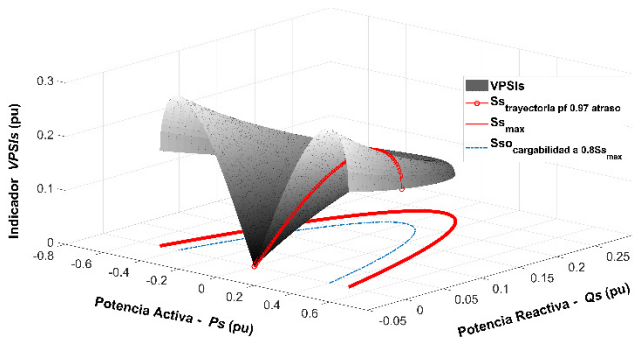 0.3
0.2
0.1
0
Indicador VPSIs (pu)
-0.8
-0.6
-0.4
-0.2
0
0.2
0.4
0.6
Potencia Activa - Ps (pu)
-0.05
0
0.05
0.1
0.15
0.2
0.25
Potencia Reactiva - Qs (pu)
VPSIs
Ss trayectoria pf 0.97 atraso
Ss max
Sso cargabilidad a 0.8Ss max